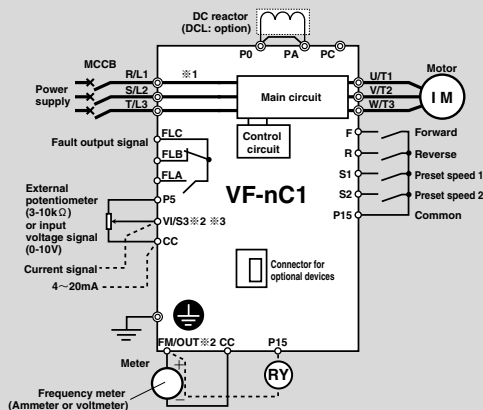 DC reactor
(DCL: option)
P0
PA
PC
MCCB
R/L1
※1
U/T1
Motor
Power
supply
S/L2
Main circuit
V/T2
I M
T/L3
W/T3
Control
circuit
Fault output signal
FLC
FLB
FLA
F
Forward
R
Reverse
S1
Preset speed 1
S2
Preset speed 2
P15
Common
VF-nC1
External
potentiometer
(3-10kΩ)
or input
voltage signal
(0-10V)
P5
VI/S3※2 ※3
CC
Current signal
4～20mA
Connector for
optional devices
FM/OUT※2 CC
P15
Meter
+
−
RY
Frequency meter
(Ammeter or voltmeter)